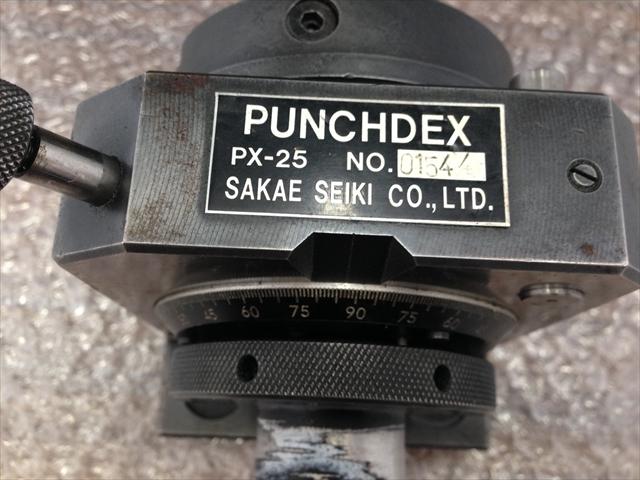 PUNCHDEX
PX-25 NO. 01544
SAKAE SEIKI CO., LTD.
45 60 75 90 75 60